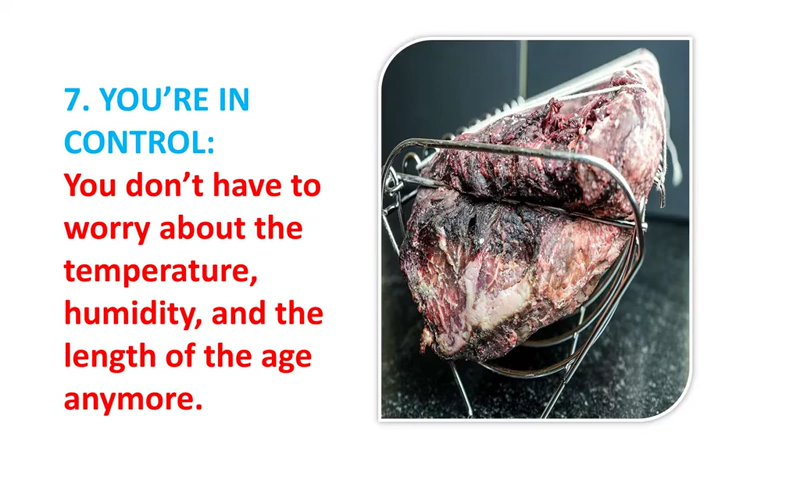 7. YOU’RE IN
CONTROL:
You don’t have to
worry about the
temperature,
humidity, and the
length of the age
anymore.